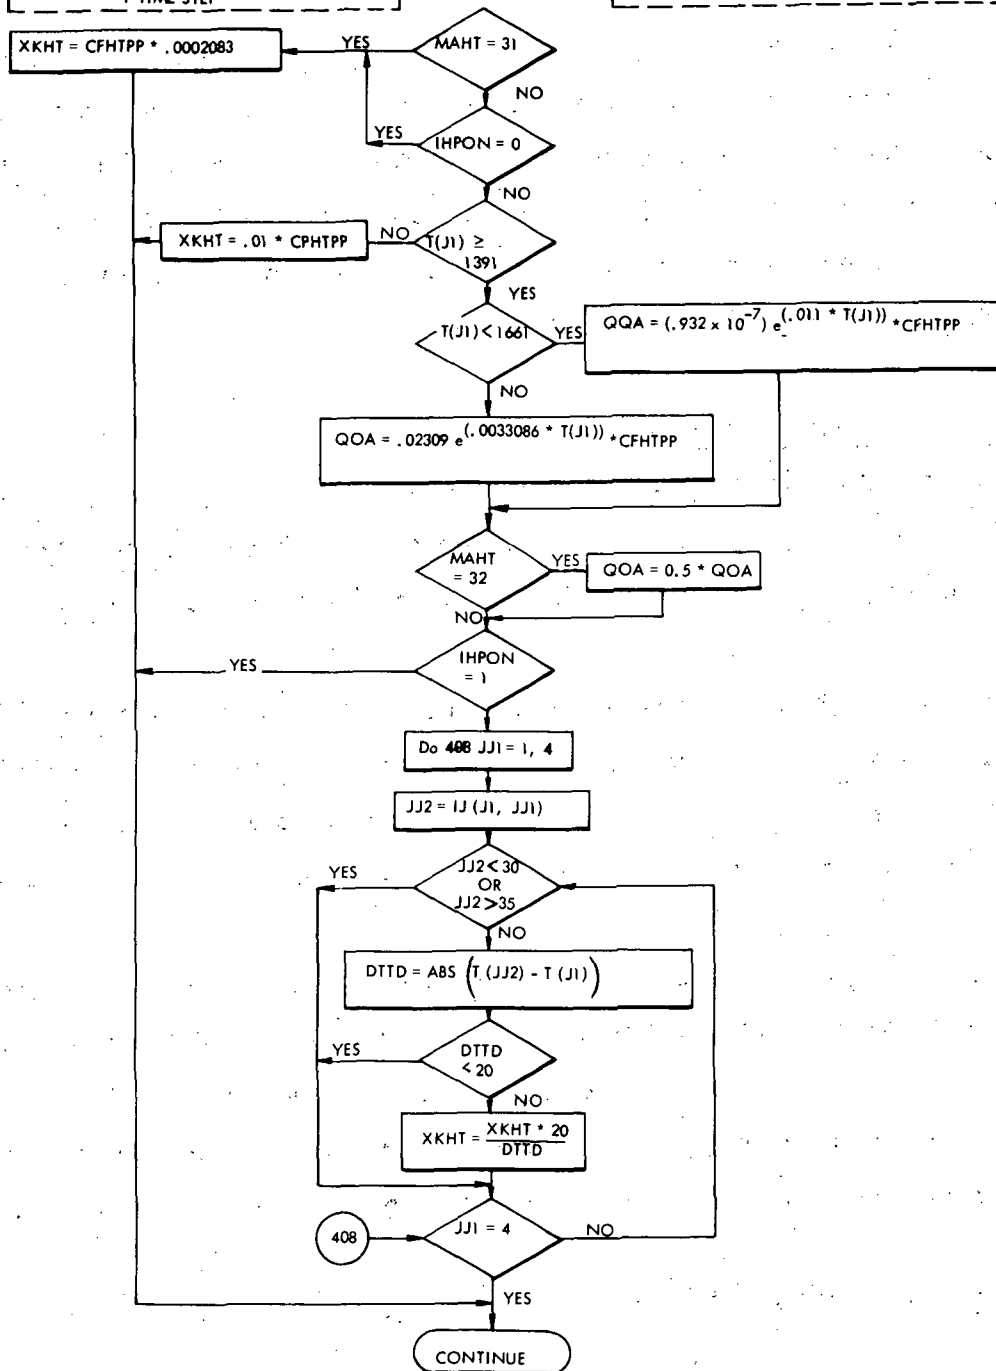 1 TIME STEP
XKHT = CFHTPP * .0002083
YES
MAHT = 31
NO
YES
IHPON = 0
NO
XKHT = .01 * CPHTPP
NO
T(J1) ≥
1391
YES
T(J1) < 1661
YES
QQA = (.932 x 10^-7) e^(.011 * T(J1)) * CFHTPP
NO
QOA = .02309 e^(.0033086 * T(J1)) * CFHTPP
MAHT
= 32
YES
QOA = 0.5 * QOA
NO
YES
IHPON
= 1
Do 408 JJ1 = 1, 4
JJ2 = IJ (J1, JJ1)
YES
JJ2 < 30
OR
JJ2 > 35
NO
DTTD = ABS (T (JJ2) - T (J1))
YES
DTTD
< 20
NO
XKHT = XKHT * 20
DTTD
408
JJ1 = 4
NO
YES
CONTINUE